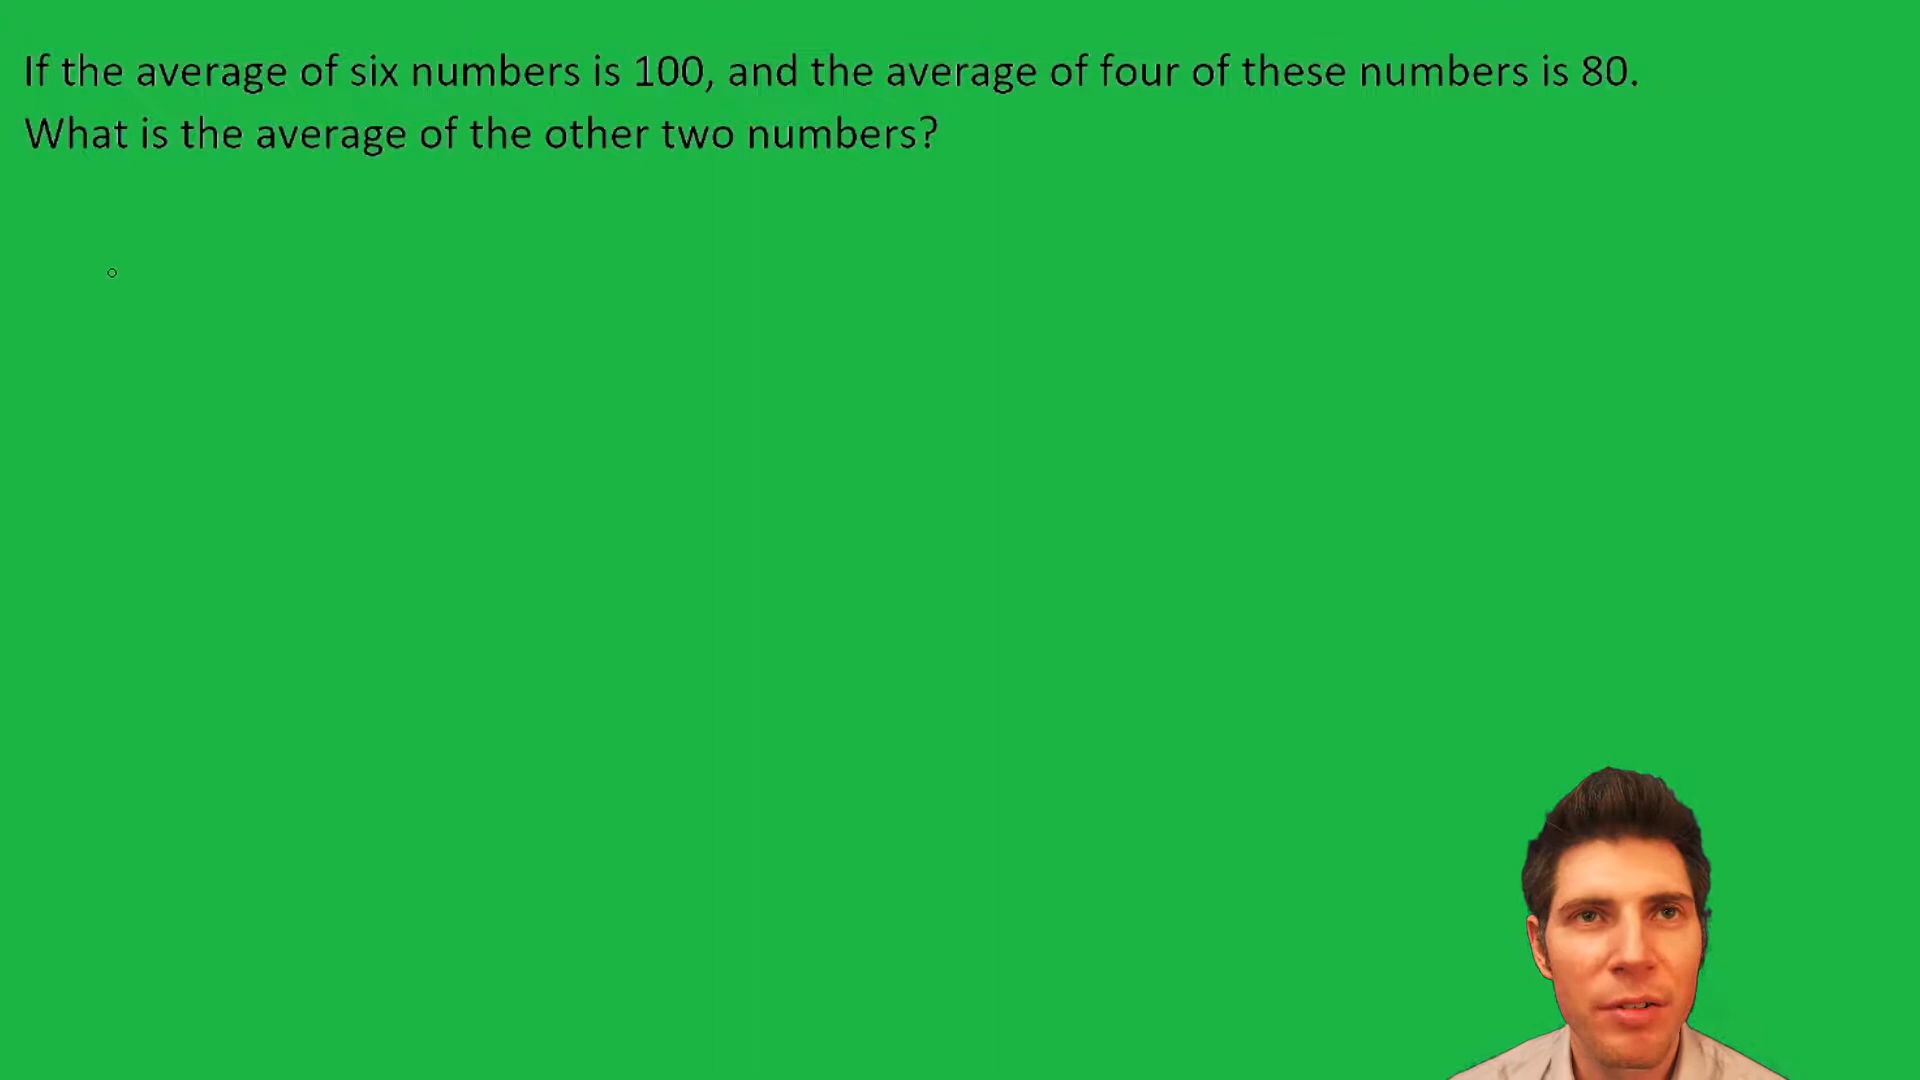 If the average of six numbers is 100, and the average of four of these numbers is 80.
What is the average of the other two numbers?